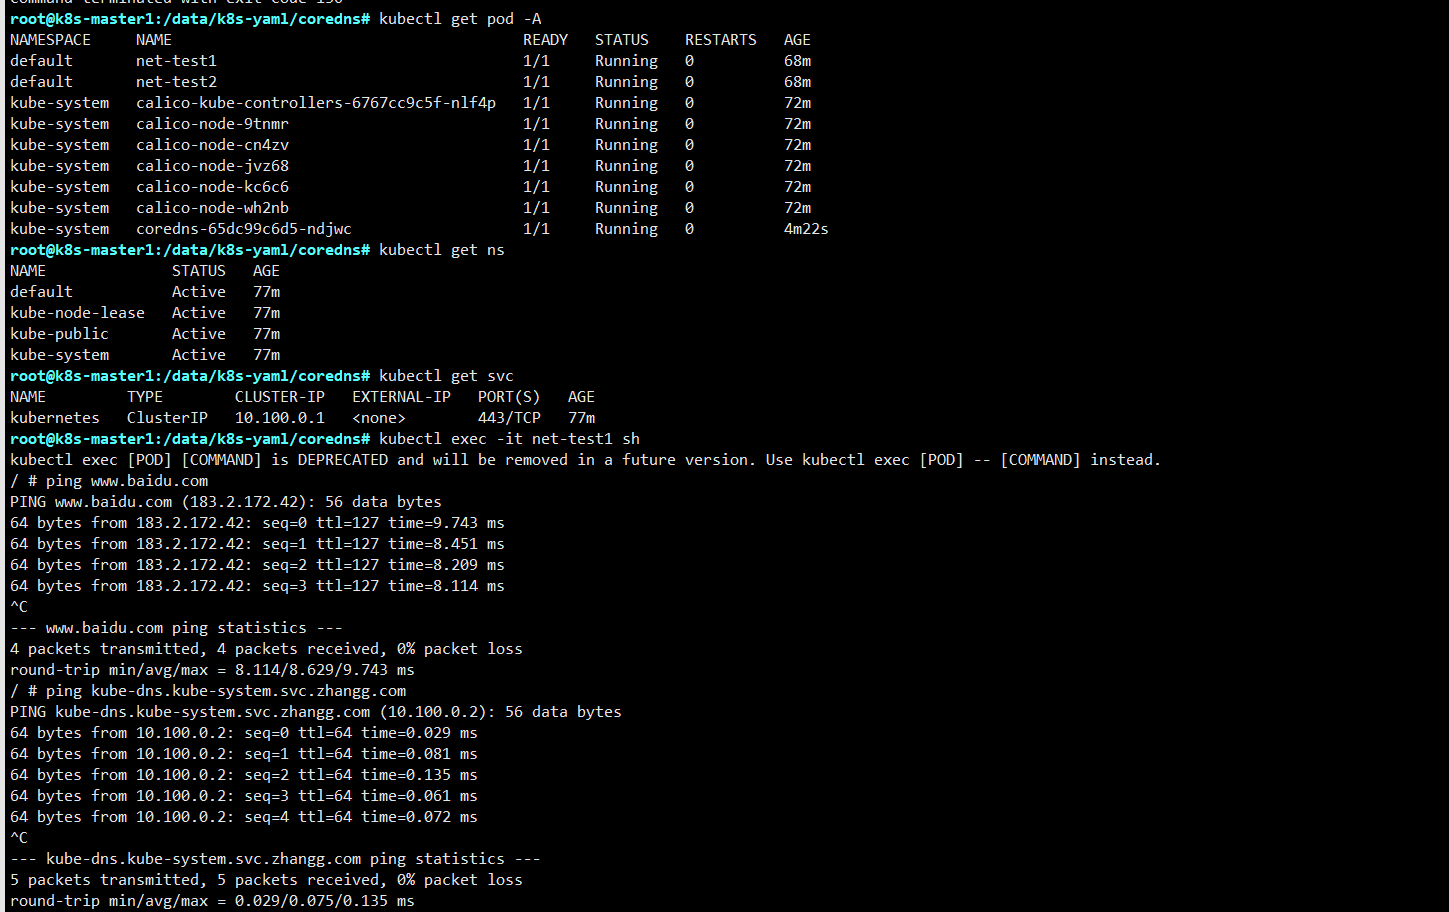 command terminated with exit code 130
root@k8s-master1:/data/k8s-yaml/coredns# kubectl get pod -A
NAMESPACE     NAME                                       READY   STATUS    RESTARTS   AGE
default       net-test1                                  1/1     Running   0          68m
default       net-test2                                  1/1     Running   0          68m
kube-system   calico-kube-controllers-6767cc9c5f-nlf4p   1/1     Running   0          72m
kube-system   calico-node-9tnmr                          1/1     Running   0          72m
kube-system   calico-node-cn4zv                          1/1     Running   0          72m
kube-system   calico-node-jvz68                          1/1     Running   0          72m
kube-system   calico-node-kc6c6                          1/1     Running   0          72m
kube-system   calico-node-wh2nb                          1/1     Running   0          72m
kube-system   coredns-65dc99c6d5-ndjwc                   1/1     Running   0          4m22s
root@k8s-master1:/data/k8s-yaml/coredns# kubectl get ns
NAME              STATUS   AGE
default           Active   77m
kube-node-lease   Active   77m
kube-public       Active   77m
kube-system       Active   77m
root@k8s-master1:/data/k8s-yaml/coredns# kubectl get svc
NAME         TYPE        CLUSTER-IP   EXTERNAL-IP   PORT(S)   AGE
kubernetes   ClusterIP   10.100.0.1   <none>        443/TCP   77m
root@k8s-master1:/data/k8s-yaml/coredns# kubectl exec -it net-test1 sh
kubectl exec [POD] [COMMAND] is DEPRECATED and will be removed in a future version. Use kubectl exec [POD] -- [COMMAND] instead.
/ # ping www.baidu.com
PING www.baidu.com (183.2.172.42): 56 data bytes
64 bytes from 183.2.172.42: seq=0 ttl=127 time=9.743 ms
64 bytes from 183.2.172.42: seq=1 ttl=127 time=8.451 ms
64 bytes from 183.2.172.42: seq=2 ttl=127 time=8.209 ms
64 bytes from 183.2.172.42: seq=3 ttl=127 time=8.114 ms
^C
--- www.baidu.com ping statistics ---
4 packets transmitted, 4 packets received, 0% packet loss
round-trip min/avg/max = 8.114/8.629/9.743 ms
/ # ping kube-dns.kube-system.svc.zhangg.com
PING kube-dns.kube-system.svc.zhangg.com (10.100.0.2): 56 data bytes
64 bytes from 10.100.0.2: seq=0 ttl=64 time=0.029 ms
64 bytes from 10.100.0.2: seq=1 ttl=64 time=0.081 ms
64 bytes from 10.100.0.2: seq=2 ttl=64 time=0.135 ms
64 bytes from 10.100.0.2: seq=3 ttl=64 time=0.061 ms
64 bytes from 10.100.0.2: seq=4 ttl=64 time=0.072 ms
^C
--- kube-dns.kube-system.svc.zhangg.com ping statistics ---
5 packets transmitted, 5 packets received, 0% packet loss
round-trip min/avg/max = 0.029/0.075/0.135 ms